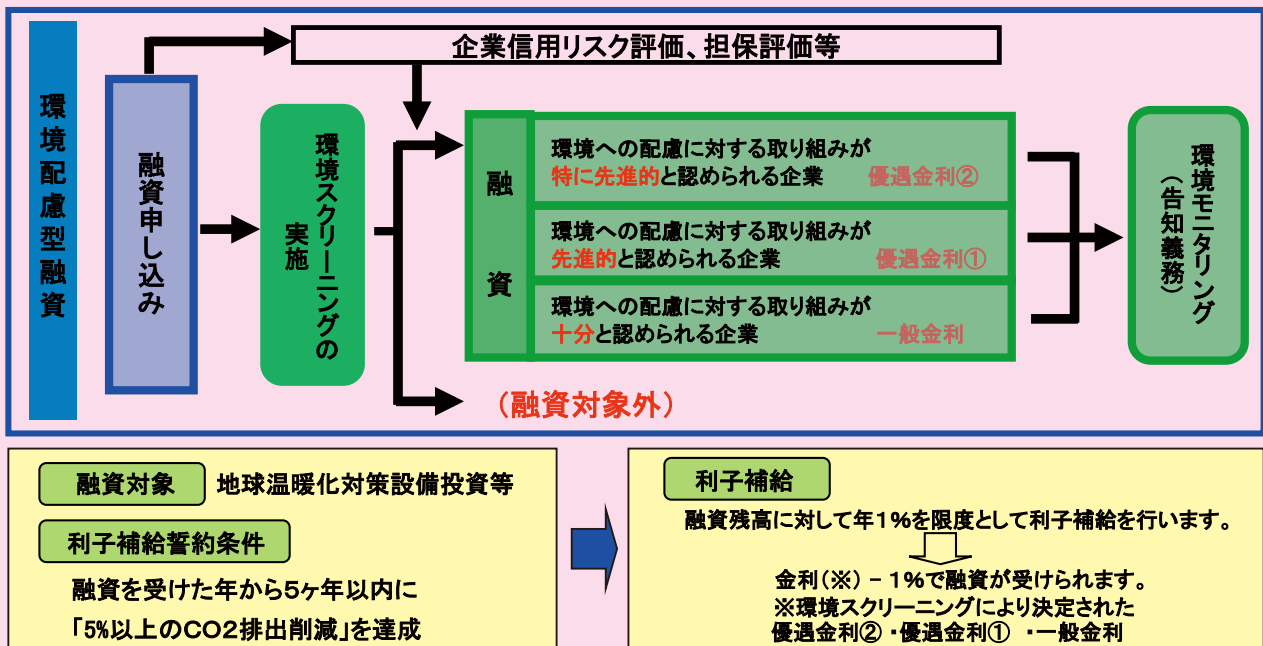 環境配慮型融資
融資申し込み
企業信用リスク評価、担保評価等
環境スクリーニングの
実施
融資
環境への配慮に対する取り組みが
特に先進的と認められる企業 優遇金利②
環境への配慮に対する取り組みが
先進的と認められる企業 優遇金利①
環境への配慮に対する取り組みが
十分と認められる企業 一般金利
(融資対象外)
環境モニタリング
(告知義務)
融資対象 地球温暖化対策設備投資等
利子補給誓約条件
融資を受けた年から5ヶ年以内に
「5%以上のCO2排出削減」を達成
利子補給
融資残高に対して年1%を限度として利子補給を行います。
金利(※)-1%で融資が受けられます。
※環境スクリーニングにより決定された
優遇金利②・優遇金利①・一般金利